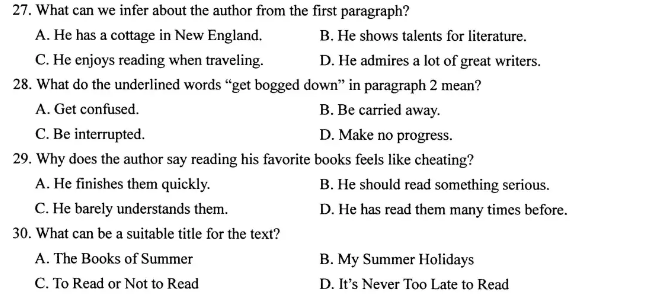 27. What can we infer about the author from the first paragraph?
A. He has a cottage in New England. B. He shows talents for literature.
C. He enjoys reading when traveling. D. He admires a lot of great writers.
28. What do the underlined words “get bogged down” in paragraph 2 mean?
A. Get confused. B. Be carried away.
C. Be interrupted. D. Make no progress.
29. Why does the author say reading his favorite books feels like cheating?
A. He finishes them quickly. B. He should read something serious.
C. He barely understands them. D. He has read them many times before.
30. What can be a suitable title for the text?
A. The Books of Summer B. My Summer Holidays
C. To Read or Not to Read D. It’s Never Too Late to Read